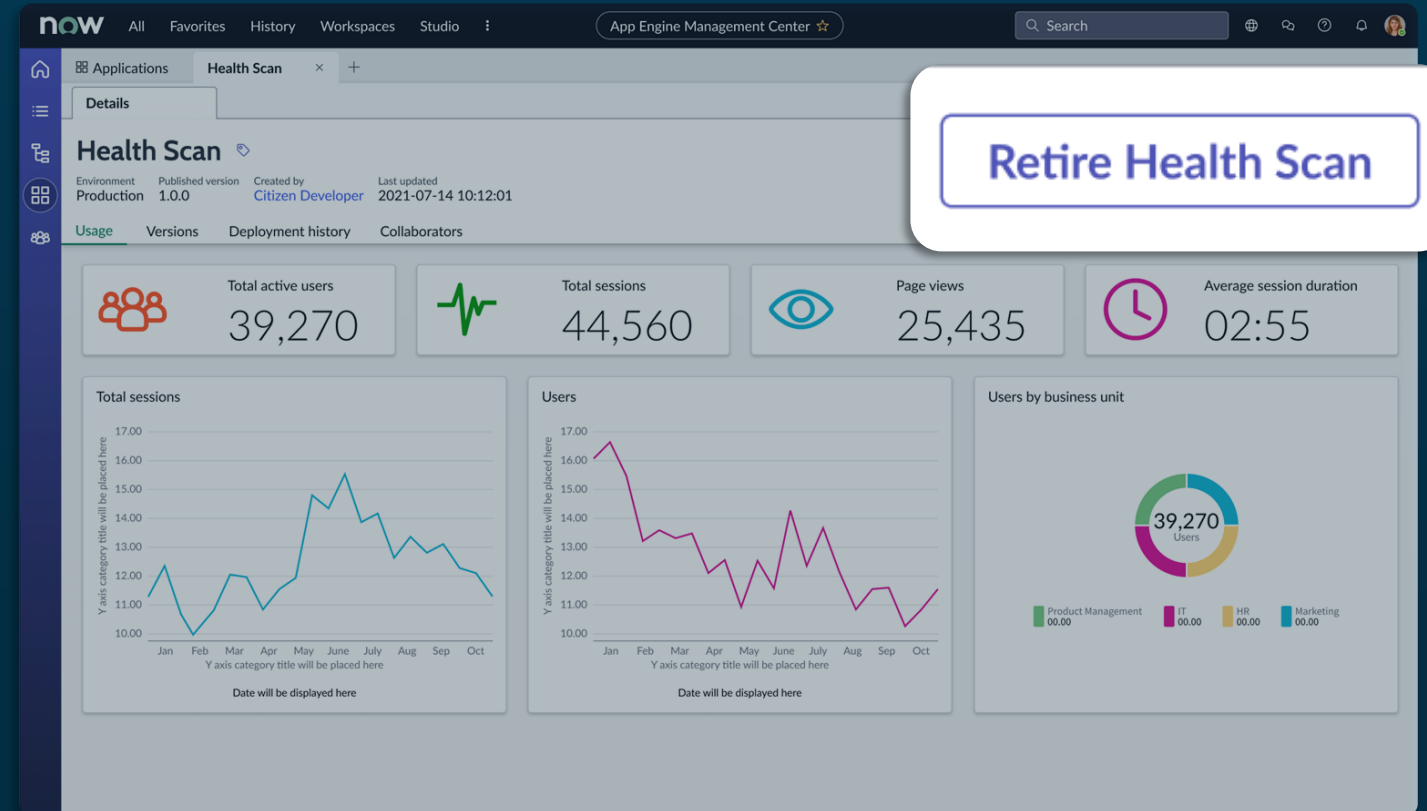 now All Favorites History Workspaces Studio App Engine Management Center Search
Applications Health Scan × +
Details
Retire Health Scan
Health Scan
Environment Published version Created by Last updated
Production 1.0.0 Citizen Developer 2021-07-14 10:12:01
Usage Versions Deployment history Collaborators
Total active users
39,270
Total sessions
44,560
Page views
25,435
Average session duration
02:55
Total sessions
Y axis category title will be placed here
17.00
16.00
15.00
14.00
13.00
12.00
11.00
10.00
Jan Feb Mar Apr May June July Aug Sep Oct
Y axis category title will be placed here
Date will be displayed here
Users
Y axis category title will be placed here
17.00
16.00
15.00
14.00
13.00
12.00
11.00
10.00
Jan Feb Mar Apr May June July Aug Sep Oct
Y axis category title will be placed here
Date will be displayed here
Users by business unit
39,270
Users
Product Management IT HR Marketing
00.00 00.00 00.00 00.00